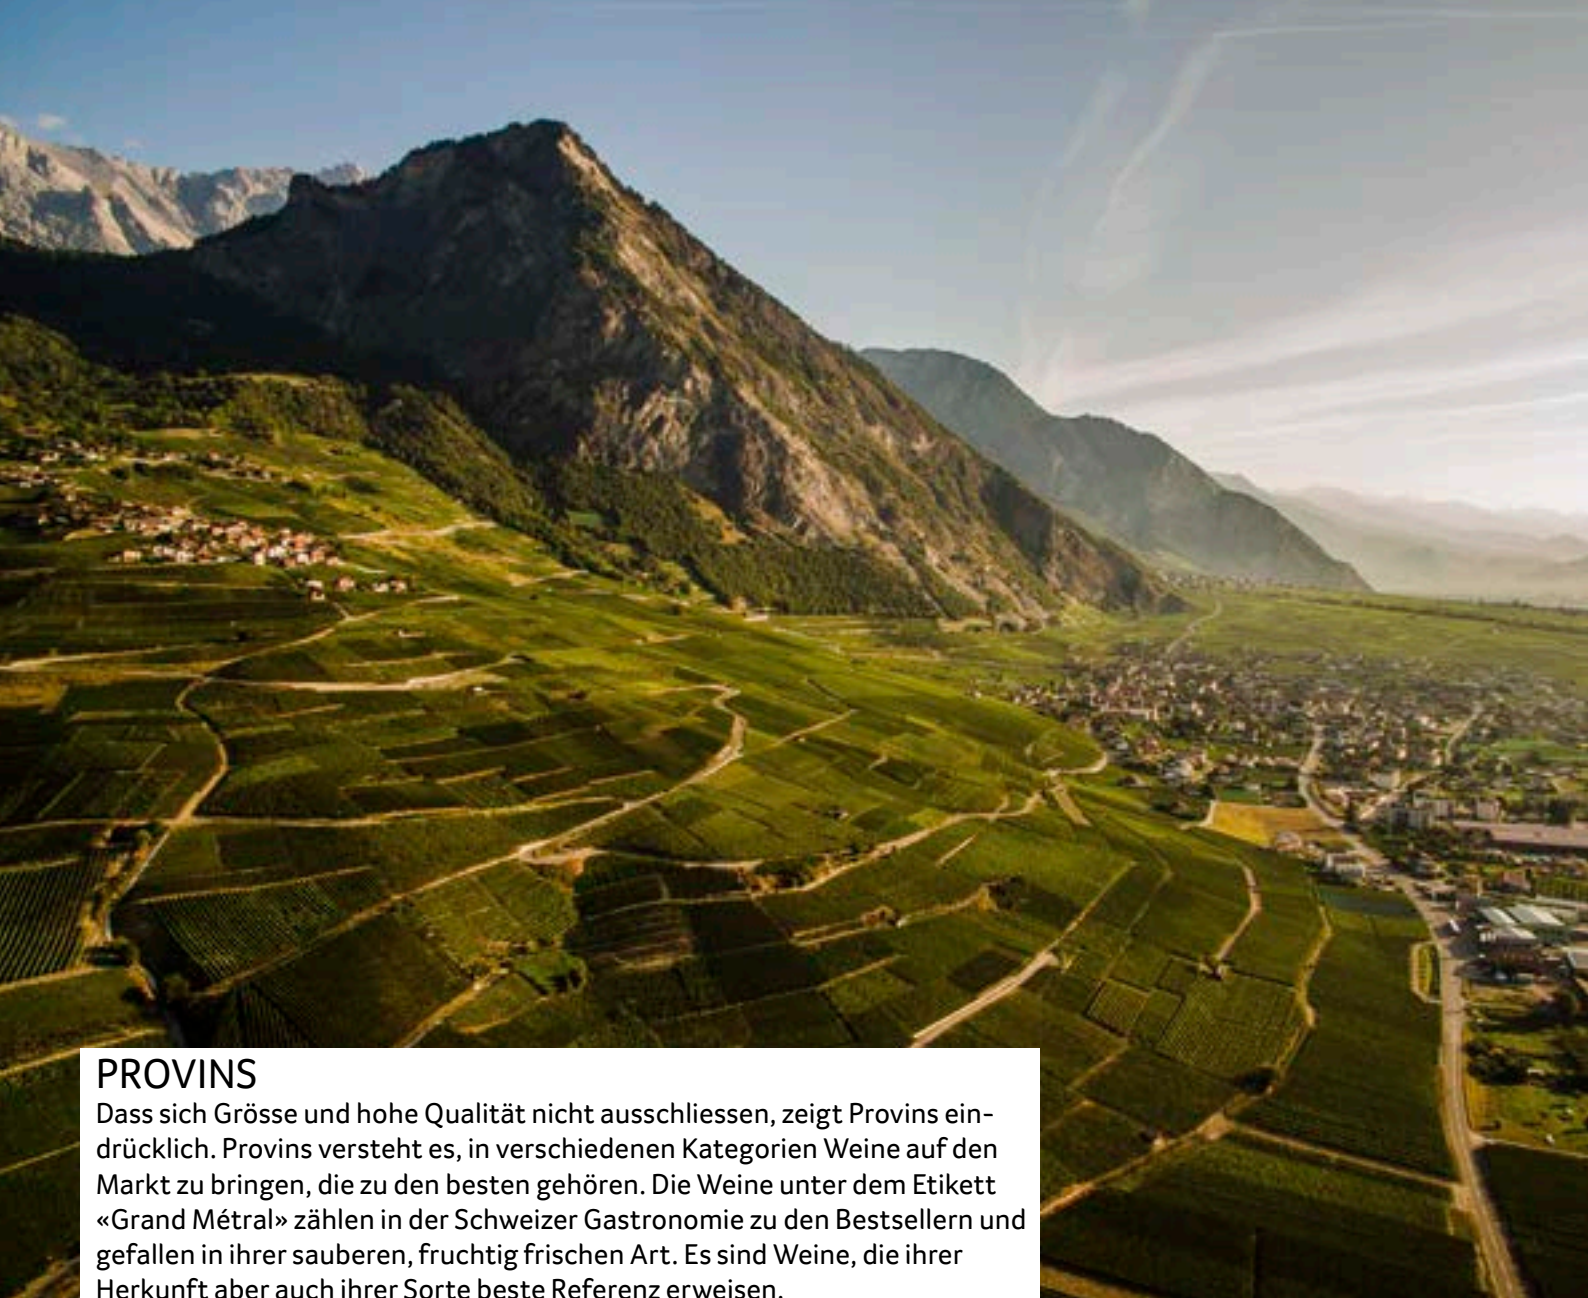 PROVINS
Dass sich Grösse und hohe Qualität nicht ausschliessen, zeigt Provins ein-
drücklich. Provins versteht es, in verschiedenen Kategorien Weine auf den
Markt zu bringen, die zu den besten gehören. Die Weine unter dem Etikett
«Grand Métral» zählen in der Schweizer Gastronomie zu den Bestsellern und
gefallen in ihrer sauberen, fruchtig frischen Art. Es sind Weine, die ihrer
Herkunft aber auch ihrer Sorte beste Referenz erweisen.